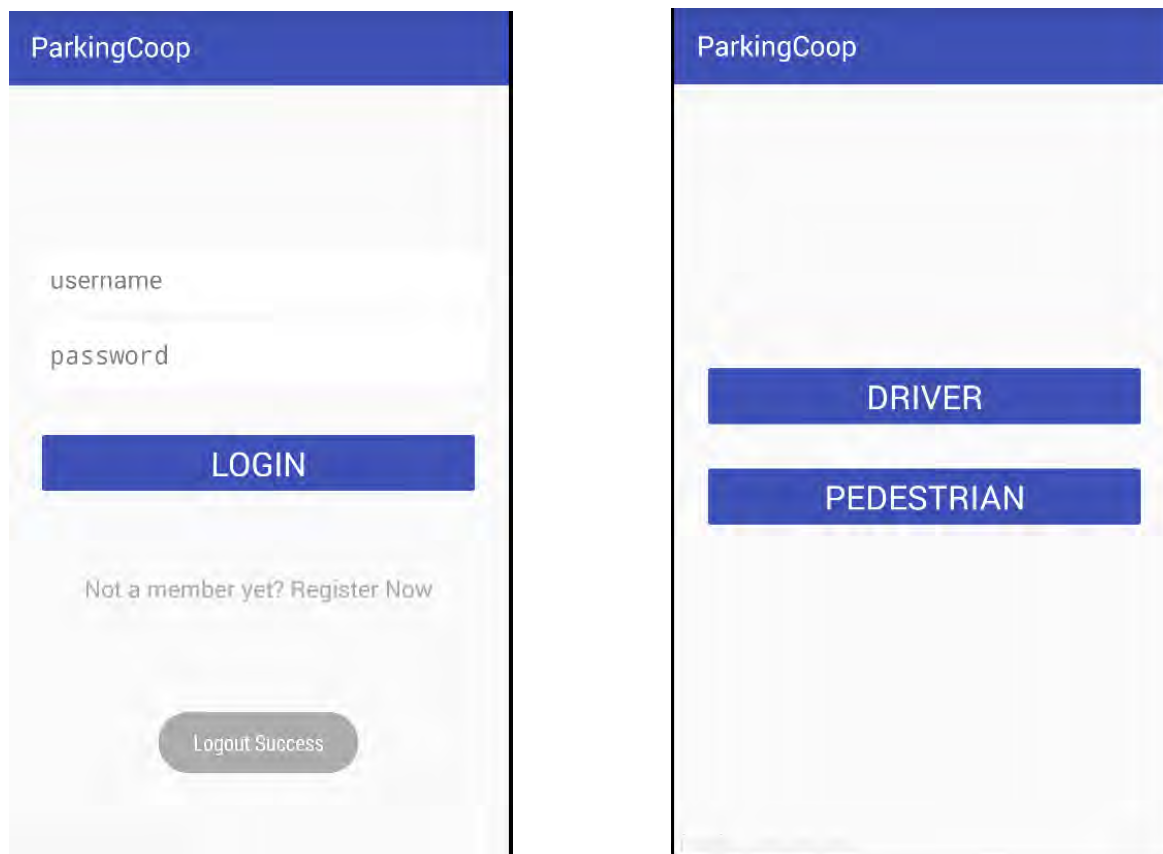 ParkingCoop
username
password
LOGIN
Not a member yet? Register Now
Logout Success
ParkingCoop
DRIVER
PEDESTRIAN